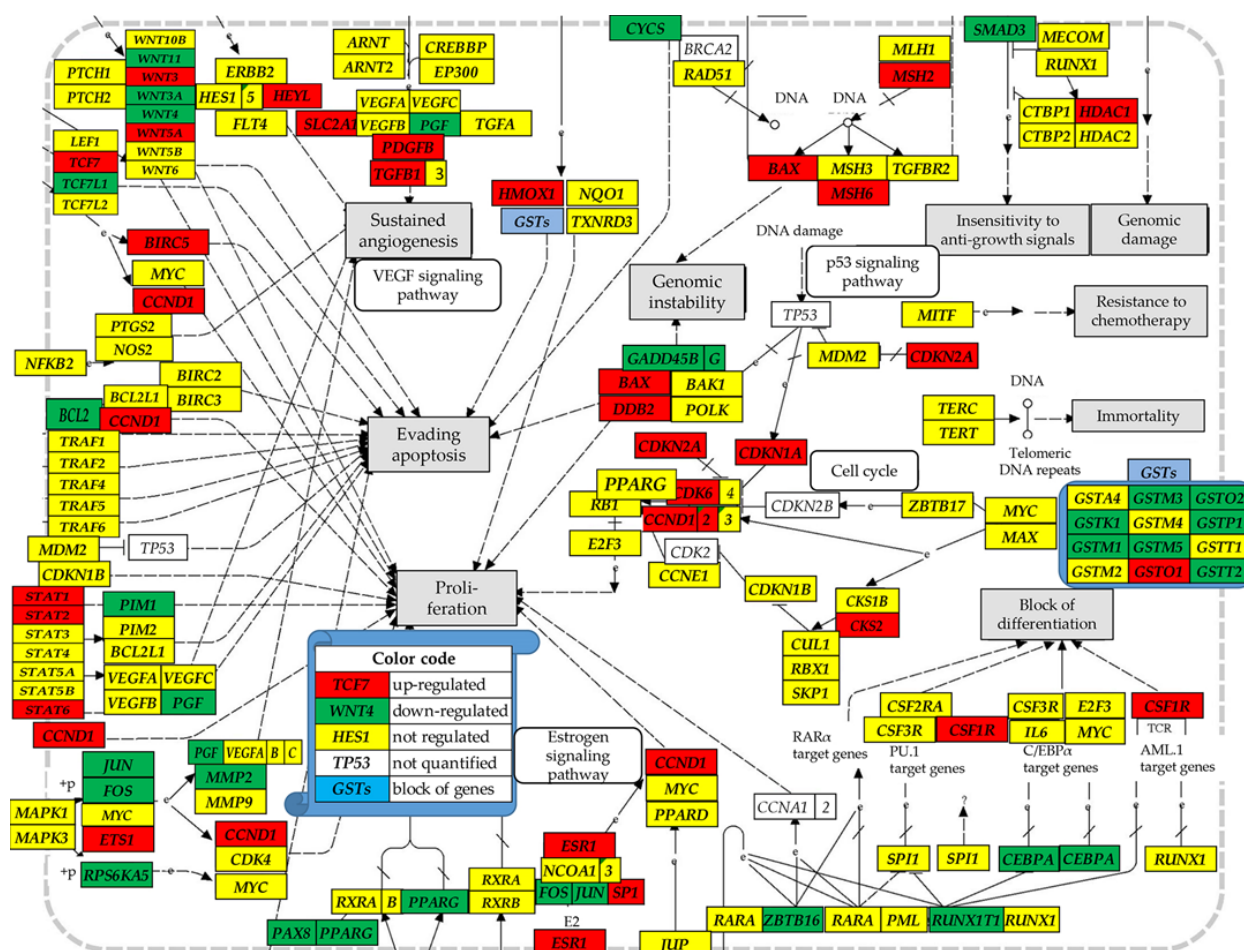 WNT10B
WNT11
WNT3
WNT3A
WNT4
WNT5A
WNT5B
WNT6
PTCH1
PTCH2
LEF1
TCF7
TCF7L1
TCF7L2
e
ERBB2
HES1 5 HEYL
FLT4
ARNT
ARNT2
CREBBP
EP300
VEGFA VEGFC
VEGFB PGF TGFA
SLC2A1
PDGFB
TGFB1 3
Sustained
angiogenesis
VEGF signaling
pathway
HMOX1 NQO1
GSTs TXNRD3
CYCS
BRCA2
RAD51
DNA
DNA
MLH1
MSH2
BAX MSH3 TGFBR2
MSH6
SMAD3
MECOM
RUNX1
CTBP1 HDAC1
CTBP2 HDAC2
Insensitivity to
anti-growth signals
Genomic
damage
DNA damage
p53 signaling
pathway
Genomic
instability
TP53
MITF
e
Resistance to
chemotherapy
MDM2
CDKN2A
GADD45B G
BAX BAK1
DDB2 POLK
BIRC5
MYC
CCND1
PTGS2
NOS2
NFKB2
e
BIRC2
BIRC3
BCL2L1
BCL2
CCND1
TRAF1
TRAF2
TRAF4
TRAF5
TRAF6
MDM2
TP53
CDKN1B
Evading
apoptosis
TERC
TERT
DNA
Telomeric
DNA repeats
Immortality
CDKN2A
CDKN1A
Cell cycle
PPARG
RB1
CDK6 4
CCND1 2 3
E2F3
CDKN2B
CDK2
CCNE1
ZBTB17
MYC
MAX
CDKN1B
CKS1B
CKS2
CUL1
RBX1
SKP1
GSTs
GSTA4 GSTM3 GSTO2
GSTK1 GSTM4 GSTP1
GSTM1 GSTM5 GSTT1
GSTM2 GSTO1 GSTT2
Block of
differentiation
Proli-
feration
STAT1
STAT2
STAT3
STAT4
STAT5A
STAT5B
STAT6
PIM1
PIM2
BCL2L1
VEGFA VEGFC
VEGFB PGF
CCND1
Color code
TCF7 up-regulated
WNT4 down-regulated
HES1 not regulated
TP53 not quantified
GSTs block of genes
Estrogen
signaling
pathway
JUN
FOS
MYC
ETS1
+p
MAPK1
MAPK3
+p
RPS6KA5
e
e
PGF VEGFA B C
MMP2
MMP9
CCND1
CDK4
MYC
CCND1
MYC
PPARD
e
ESR1
NCOA1 3
FOS JUN SP1
E2
ESR1
RXRA
RXRB
RXRA B PPARG
PAX8 PPARG
JUP
CCNA1 2
CSF2RA
CSF3R CSF1R
CSF3R E2F3
IL6 MYC
CSF1R
TCR
RARα
target genes
PU.1
target genes
C/EBPα
target genes
AML.1
target genes
?
SPI1
SPI1
CEBPA
CEBPA
RUNX1
RARA ZBTB16 RARA PML RUNX1T1 RUNX1